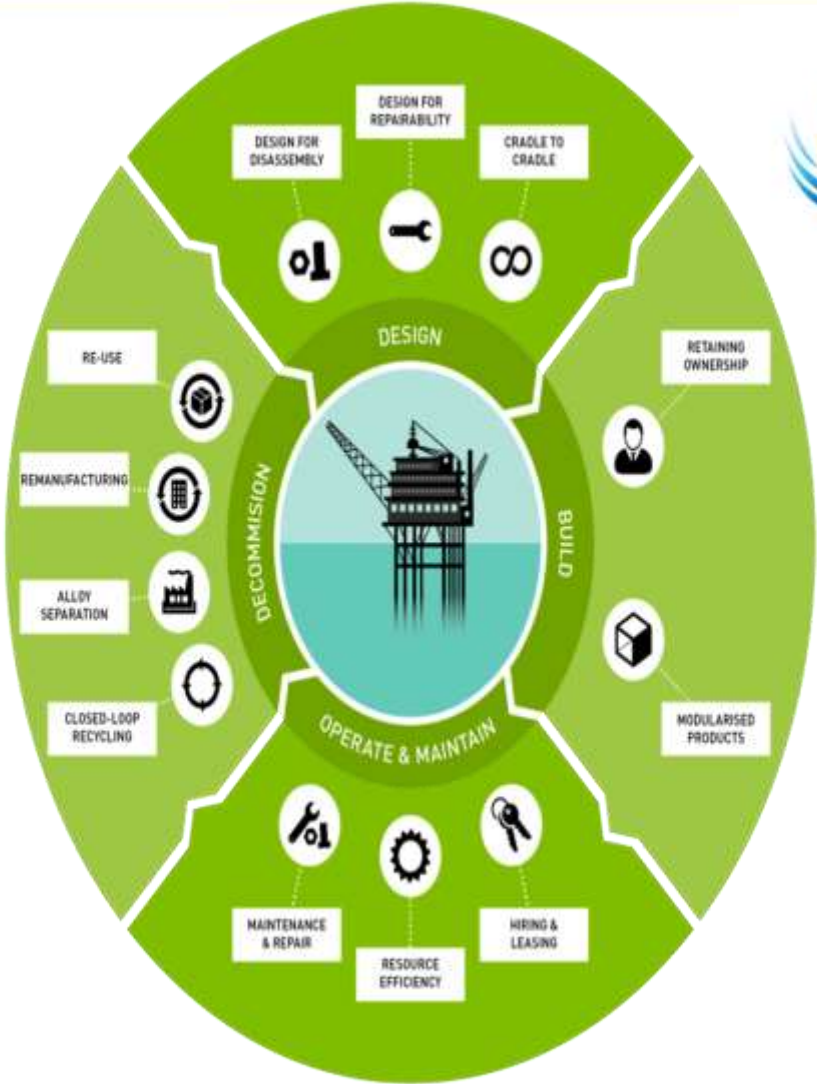 DESIGN FOR
REPAIRABILITY
DESIGN FOR
DISASSEMBLY
CRADLE TO
CRADLE
DESIGN
RE-USE
RETAINING
OWNERSHIP
REMANUFACTURING
DECOMMISION
BUILD
ALLOY
SEPARATION
CLOSED-LOOP
RECYCLING
MODULARISED
PRODUCTS
OPERATE & MAINTAIN
MAINTENANCE
& REPAIR
RESOURCE
EFFICIENCY
HIRING &
LEASING